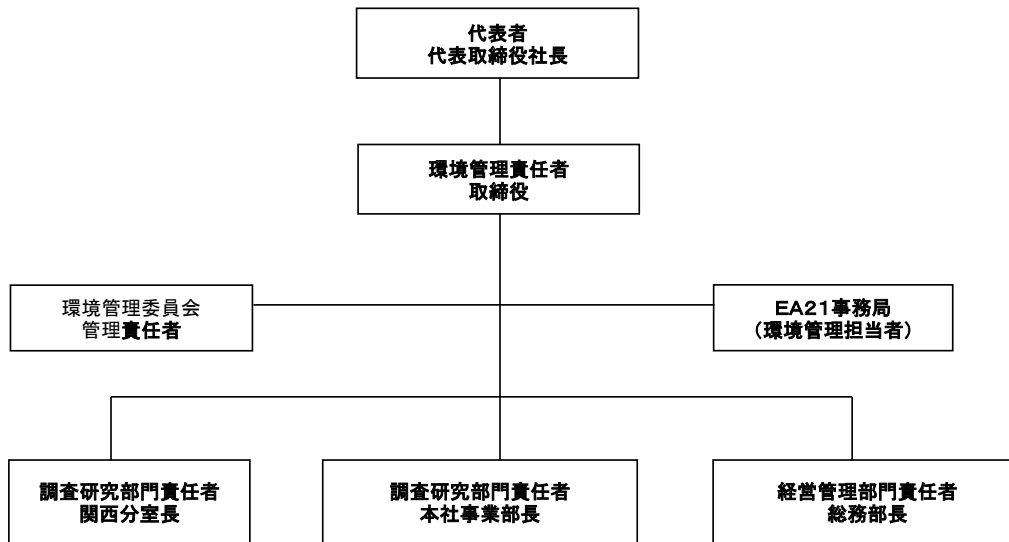 代表者
代表取締役社長
環境管理責任者
取締役
環境管理委員会
管理責任者
EA21事務局
（環境管理担当者）
調査研究部門責任者
関西分室長
調査研究部門責任者
本社事業部長
経営管理部門責任者
総務部長